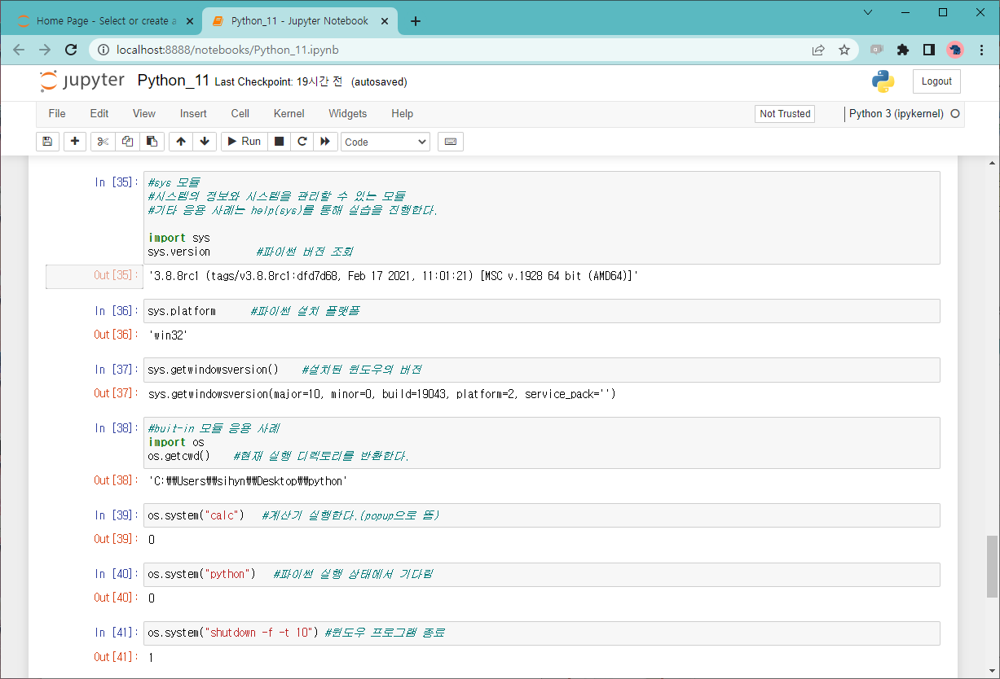 Home Page - Select or create a
Python_11 - Jupyter Notebook
localhost:8888/notebooks/Python_11.ipynb
jupyter Python_11 Last Checkpoint: 19시간 전 (autosaved)
Logout
File Edit View Insert Cell Kernel Widgets Help
Not Trusted
Python 3 (ipykernel)
Run
Code
In [35]: #sys 모듈
#시스템의 정보와 시스템을 관리할 수 있는 모듈
#기타 응용 사례는 help(sys)를 통해 실습을 진행한다.
import sys
sys.version #파이썬 버전 조회
Out[35]: '3.8.8rc1 (tags/v3.8.8rc1:dfd7d68, Feb 17 2021, 11:01:21) [MSC v.1928 64 bit (AMD64)]'
In [36]: sys.platform #파이썬 설치 플랫폼
Out[36]: 'win32'
In [37]: sys.getwindowsversion() #설치된 윈도우의 버전
Out[37]: sys.getwindowsversion(major=10, minor=0, build=19043, platform=2, service_pack='')
In [38]: #buit-in 모듈 응용 사례
import os
os.getcwd() #현재 실행 디렉토리를 반환한다.
Out[38]: 'C:₩₩Users₩₩sihyn₩₩Desktop₩₩python'
In [39]: os.system("calc") #계산기 실행한다.(popup으로 뜸)
Out[39]: 0
In [40]: os.system("python") #파이썬 실행 상태에서 기다림
Out[40]: 0
In [41]: os.system("shutdown -f -t 10") #윈도우 프로그램 종료
Out[41]: 1